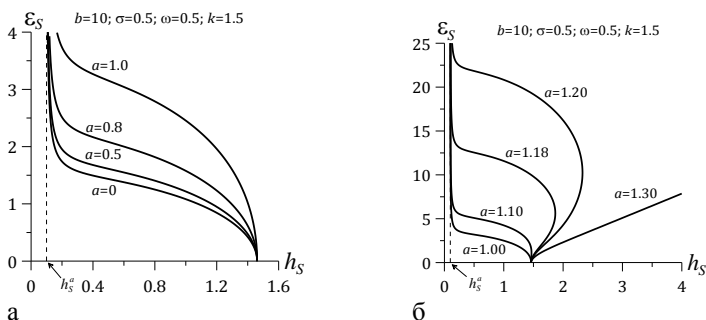 b=10; σ=0.5; ω=0.5; k=1.5
ε_S
4
3
2
1
0
a=1.0
a=0.8
a=0.5
a=0
0 0.4 0.8 1.2 1.6
h_S
h_S^a
а
b=10; σ=0.5; ω=0.5; k=1.5
ε_S
25
20
15
10
5
0
a=1.20
a=1.18
a=1.30
a=1.10
a=1.00
0 1 2 3 4
h_S
h_S^a
б